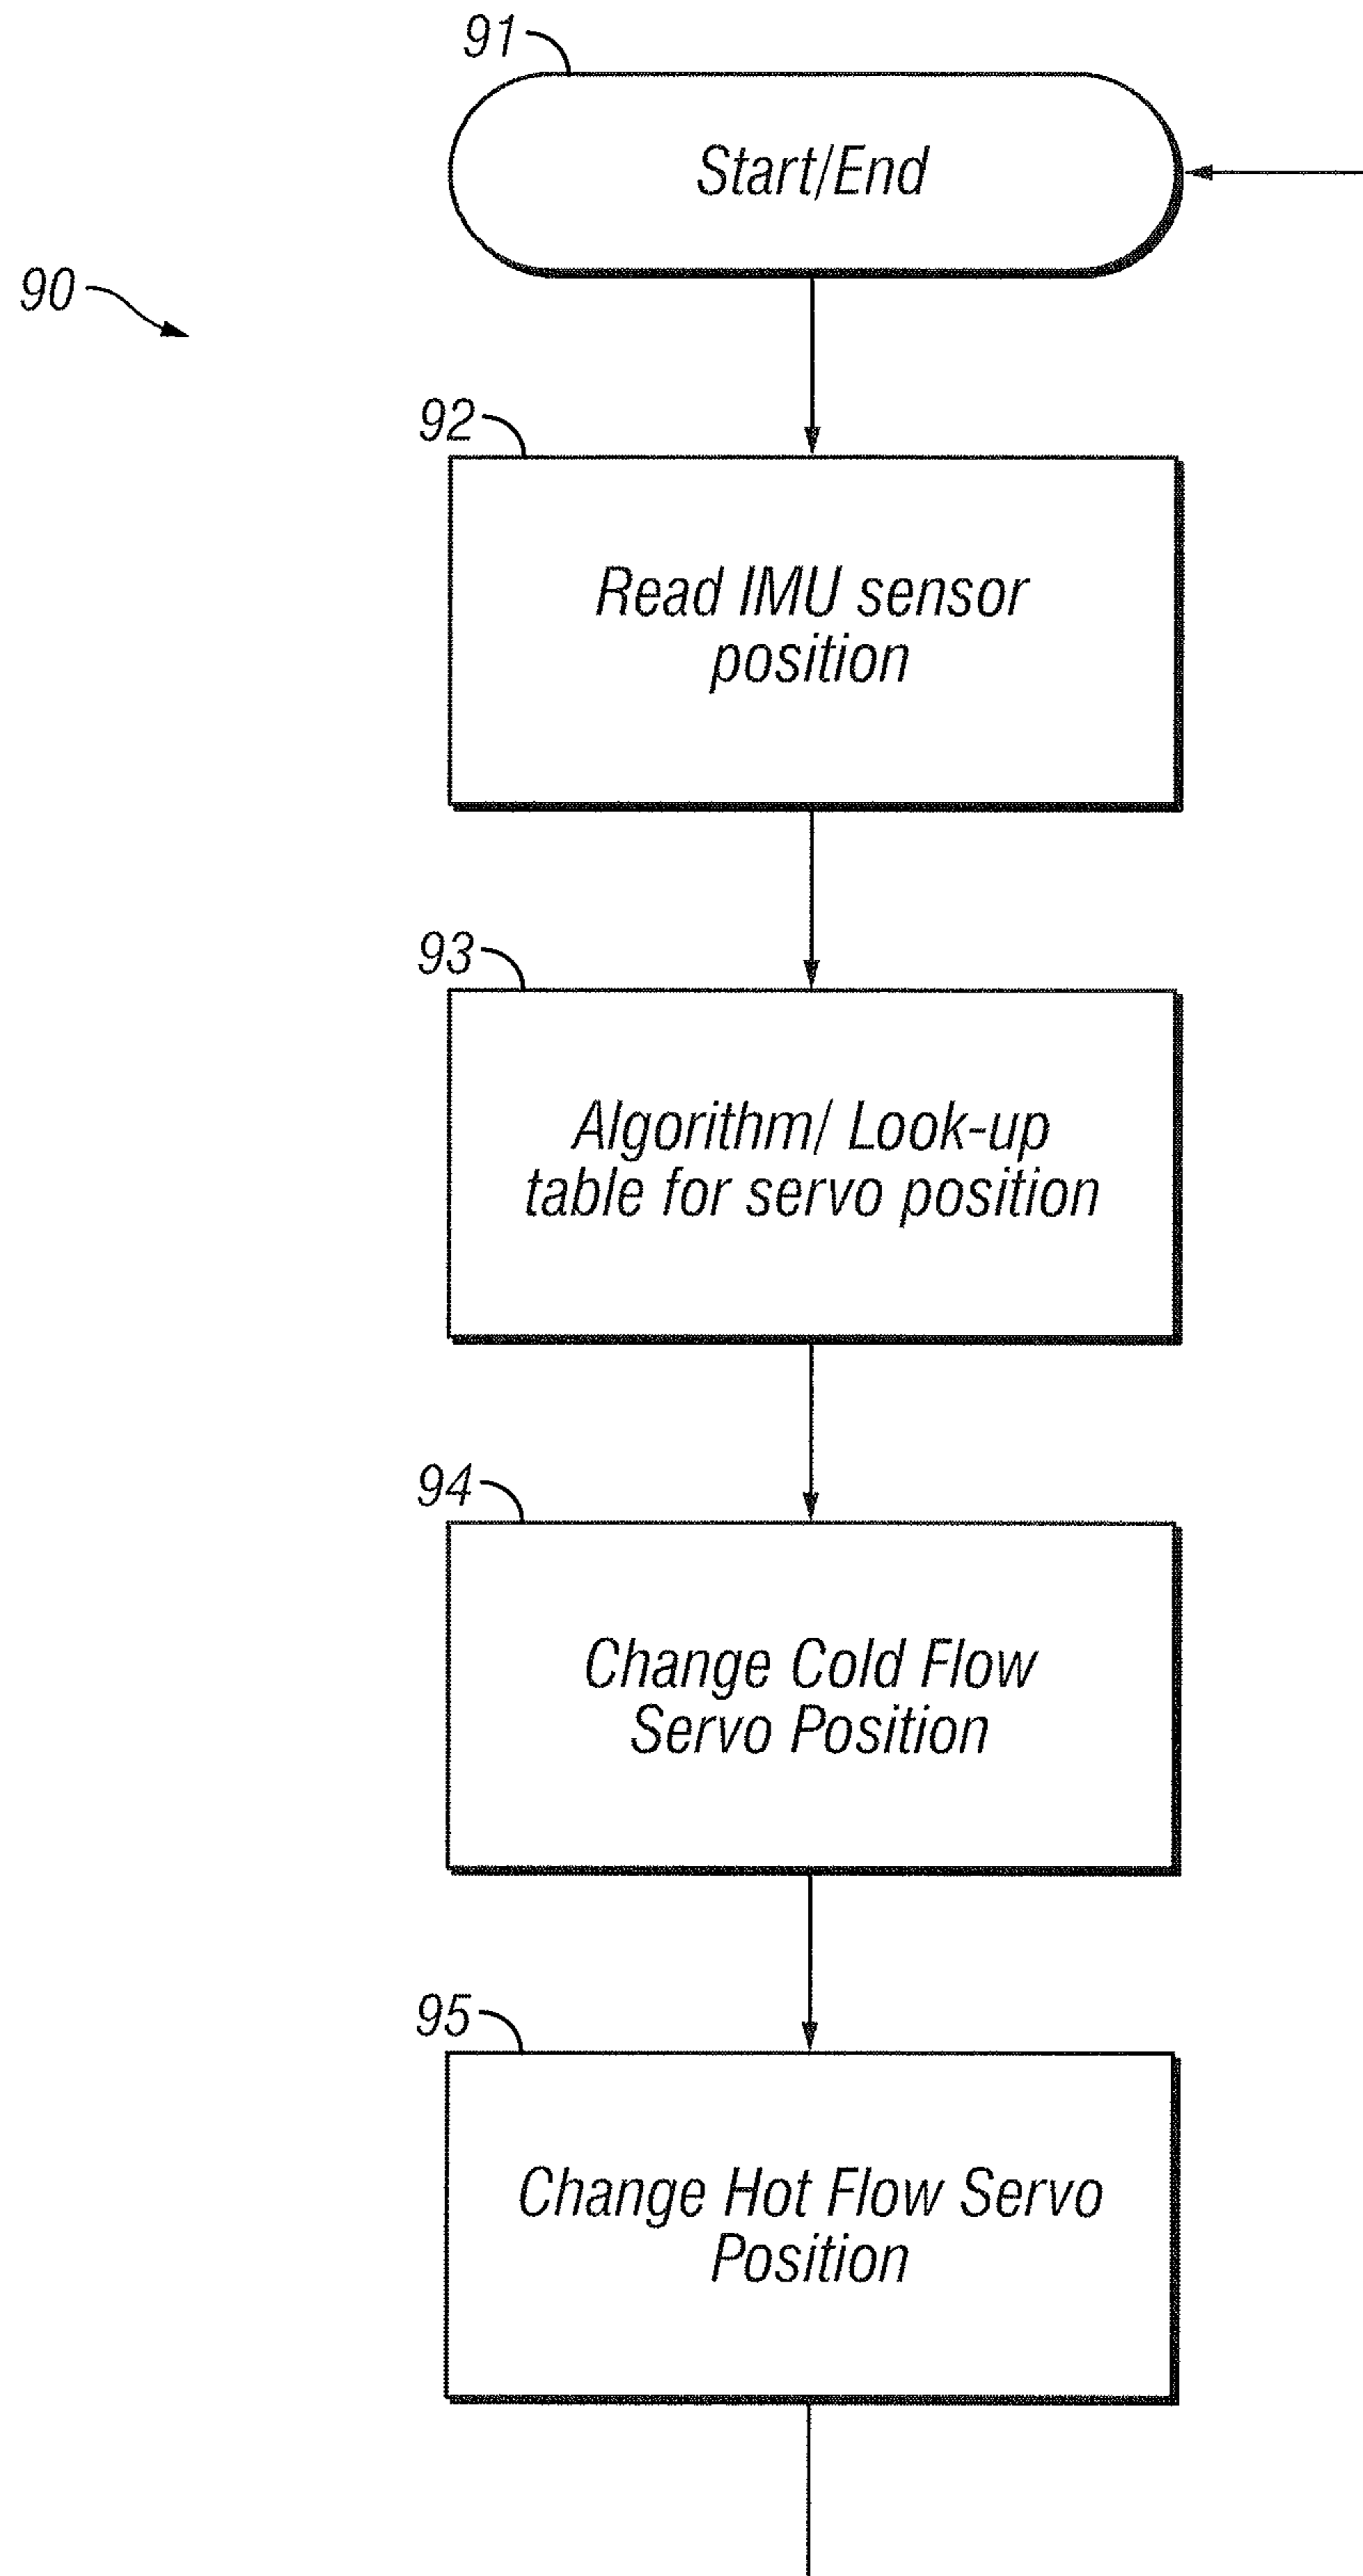 91
Start/End
90
92
Read IMU sensor
position
93
Algorithm/ Look-up
table for servo position
94
Change Cold Flow
Servo Position
95
Change Hot Flow Servo
Position